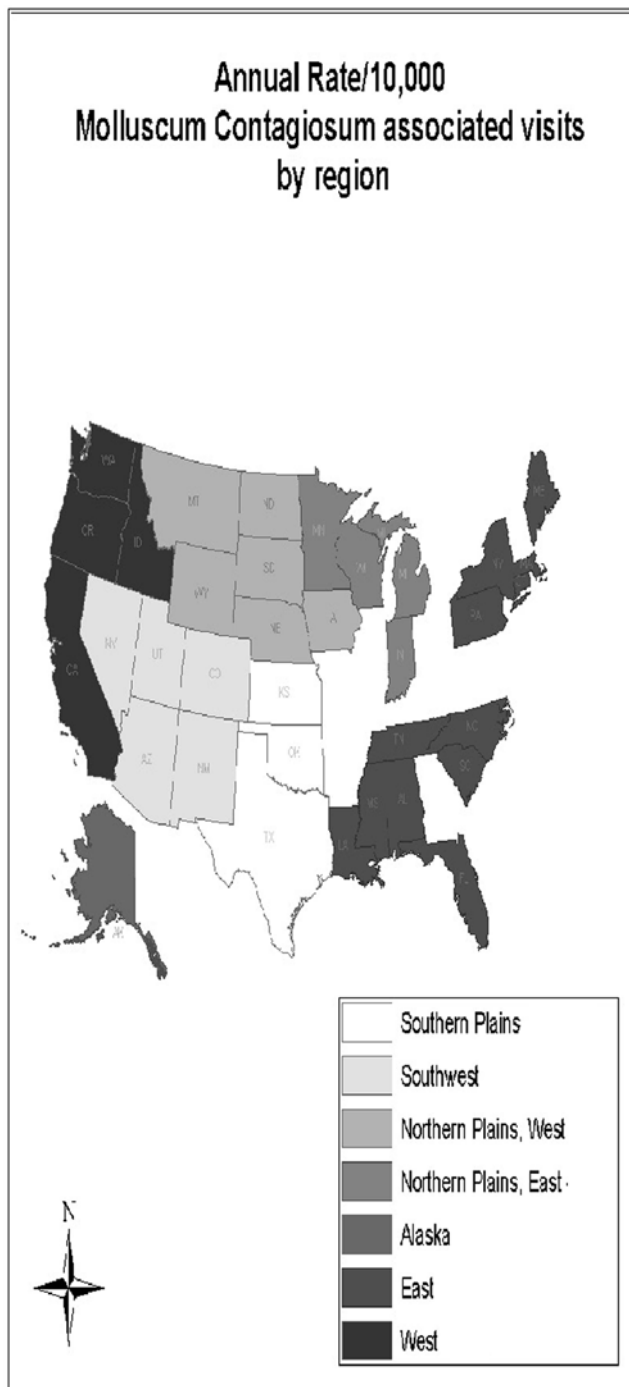 Annual Rate/10,000
Molluscum Contagiosum associated visits
by region
WA
MT
ND
MN
OR
ID
SD
WI
MI
ME
NY
WY
NE
IA
IN
PA
NV
UT
CO
KS
CA
AZ
NM
OK
TN
NC
SC
MS
AL
TX
LA
FL
AK
Southern Plains
Southwest
Northern Plains, West
Northern Plains, East
Alaska
East
West
N